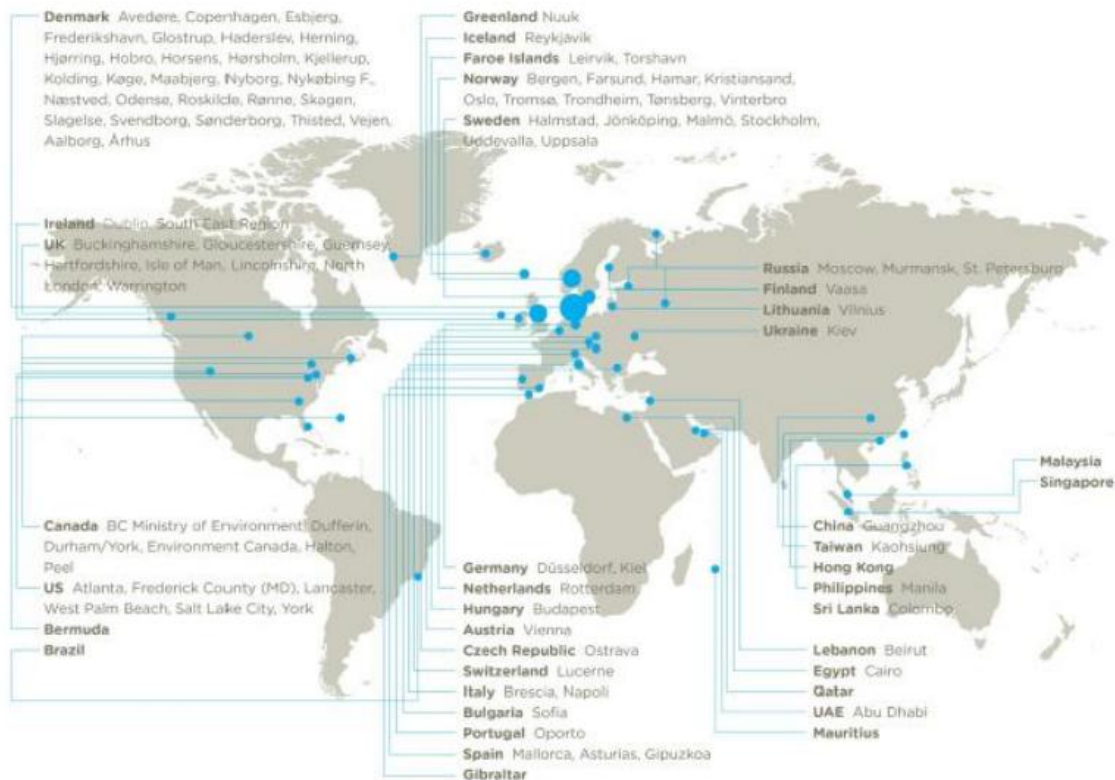 Denmark Avedøre, Copenhagen, Esbjerg,
Frederikshavn, Glostrup, Haderslev, Herning,
Hjørring, Hobro, Horsens, Hørsholm, Kjellerup,
Kolding, Køge, Maabjerg, Nyborg, Nykøbing F.,
Næstved, Odense, Roskilde, Rønne, Skagen,
Slagelse, Svendborg, Sønderborg, Thisted, Vejen,
Aalborg, Århus
Greenland Nuuk
Iceland Reykjavik
Faroe Islands Leirvik, Torshavn
Norway Bergen, Farsund, Hamar, Kristiansand,
Oslo, Tromsø, Trondheim, Tønsberg, Vinterbro
Sweden Halmstad, Jönköping, Malmö, Stockholm,
Uddevalla, Uppsala
Ireland Dublin, South East Region
UK Buckinghamshire, Gloucestershire, Guernsey,
Hartfordshire, Isle of Man, Lincolnshire, North
London, Warrington
Russia Moscow, Murmansk, St. Petersburg
Finland Vaasa
Lithuania Vilnius
Ukraine Kiev
Malaysia
Singapore
Canada BC Ministry of Environment, Dufferin,
Durham/York, Environment Canada, Halton,
Peel
US Atlanta, Frederick County (MD), Lancaster,
West Palm Beach, Salt Lake City, York
Bermuda
Brazil
Germany Düsseldorf, Kiel
Netherlands Rotterdam
Hungary Budapest
Austria Vienna
Czech Republic Ostrava
Switzerland Lucerne
Italy Brescia, Napoli
Bulgaria Sofia
Portugal Oporto
Spain Mallorca, Asturias, Gipuzkoa
Gibraltar
China Guangzhou
Taiwan Kaohsiung
Hong Kong
Philippines Manila
Sri Lanka Colombo
Lebanon Beirut
Egypt Cairo
Qatar
UAE Abu Dhabi
Mauritius